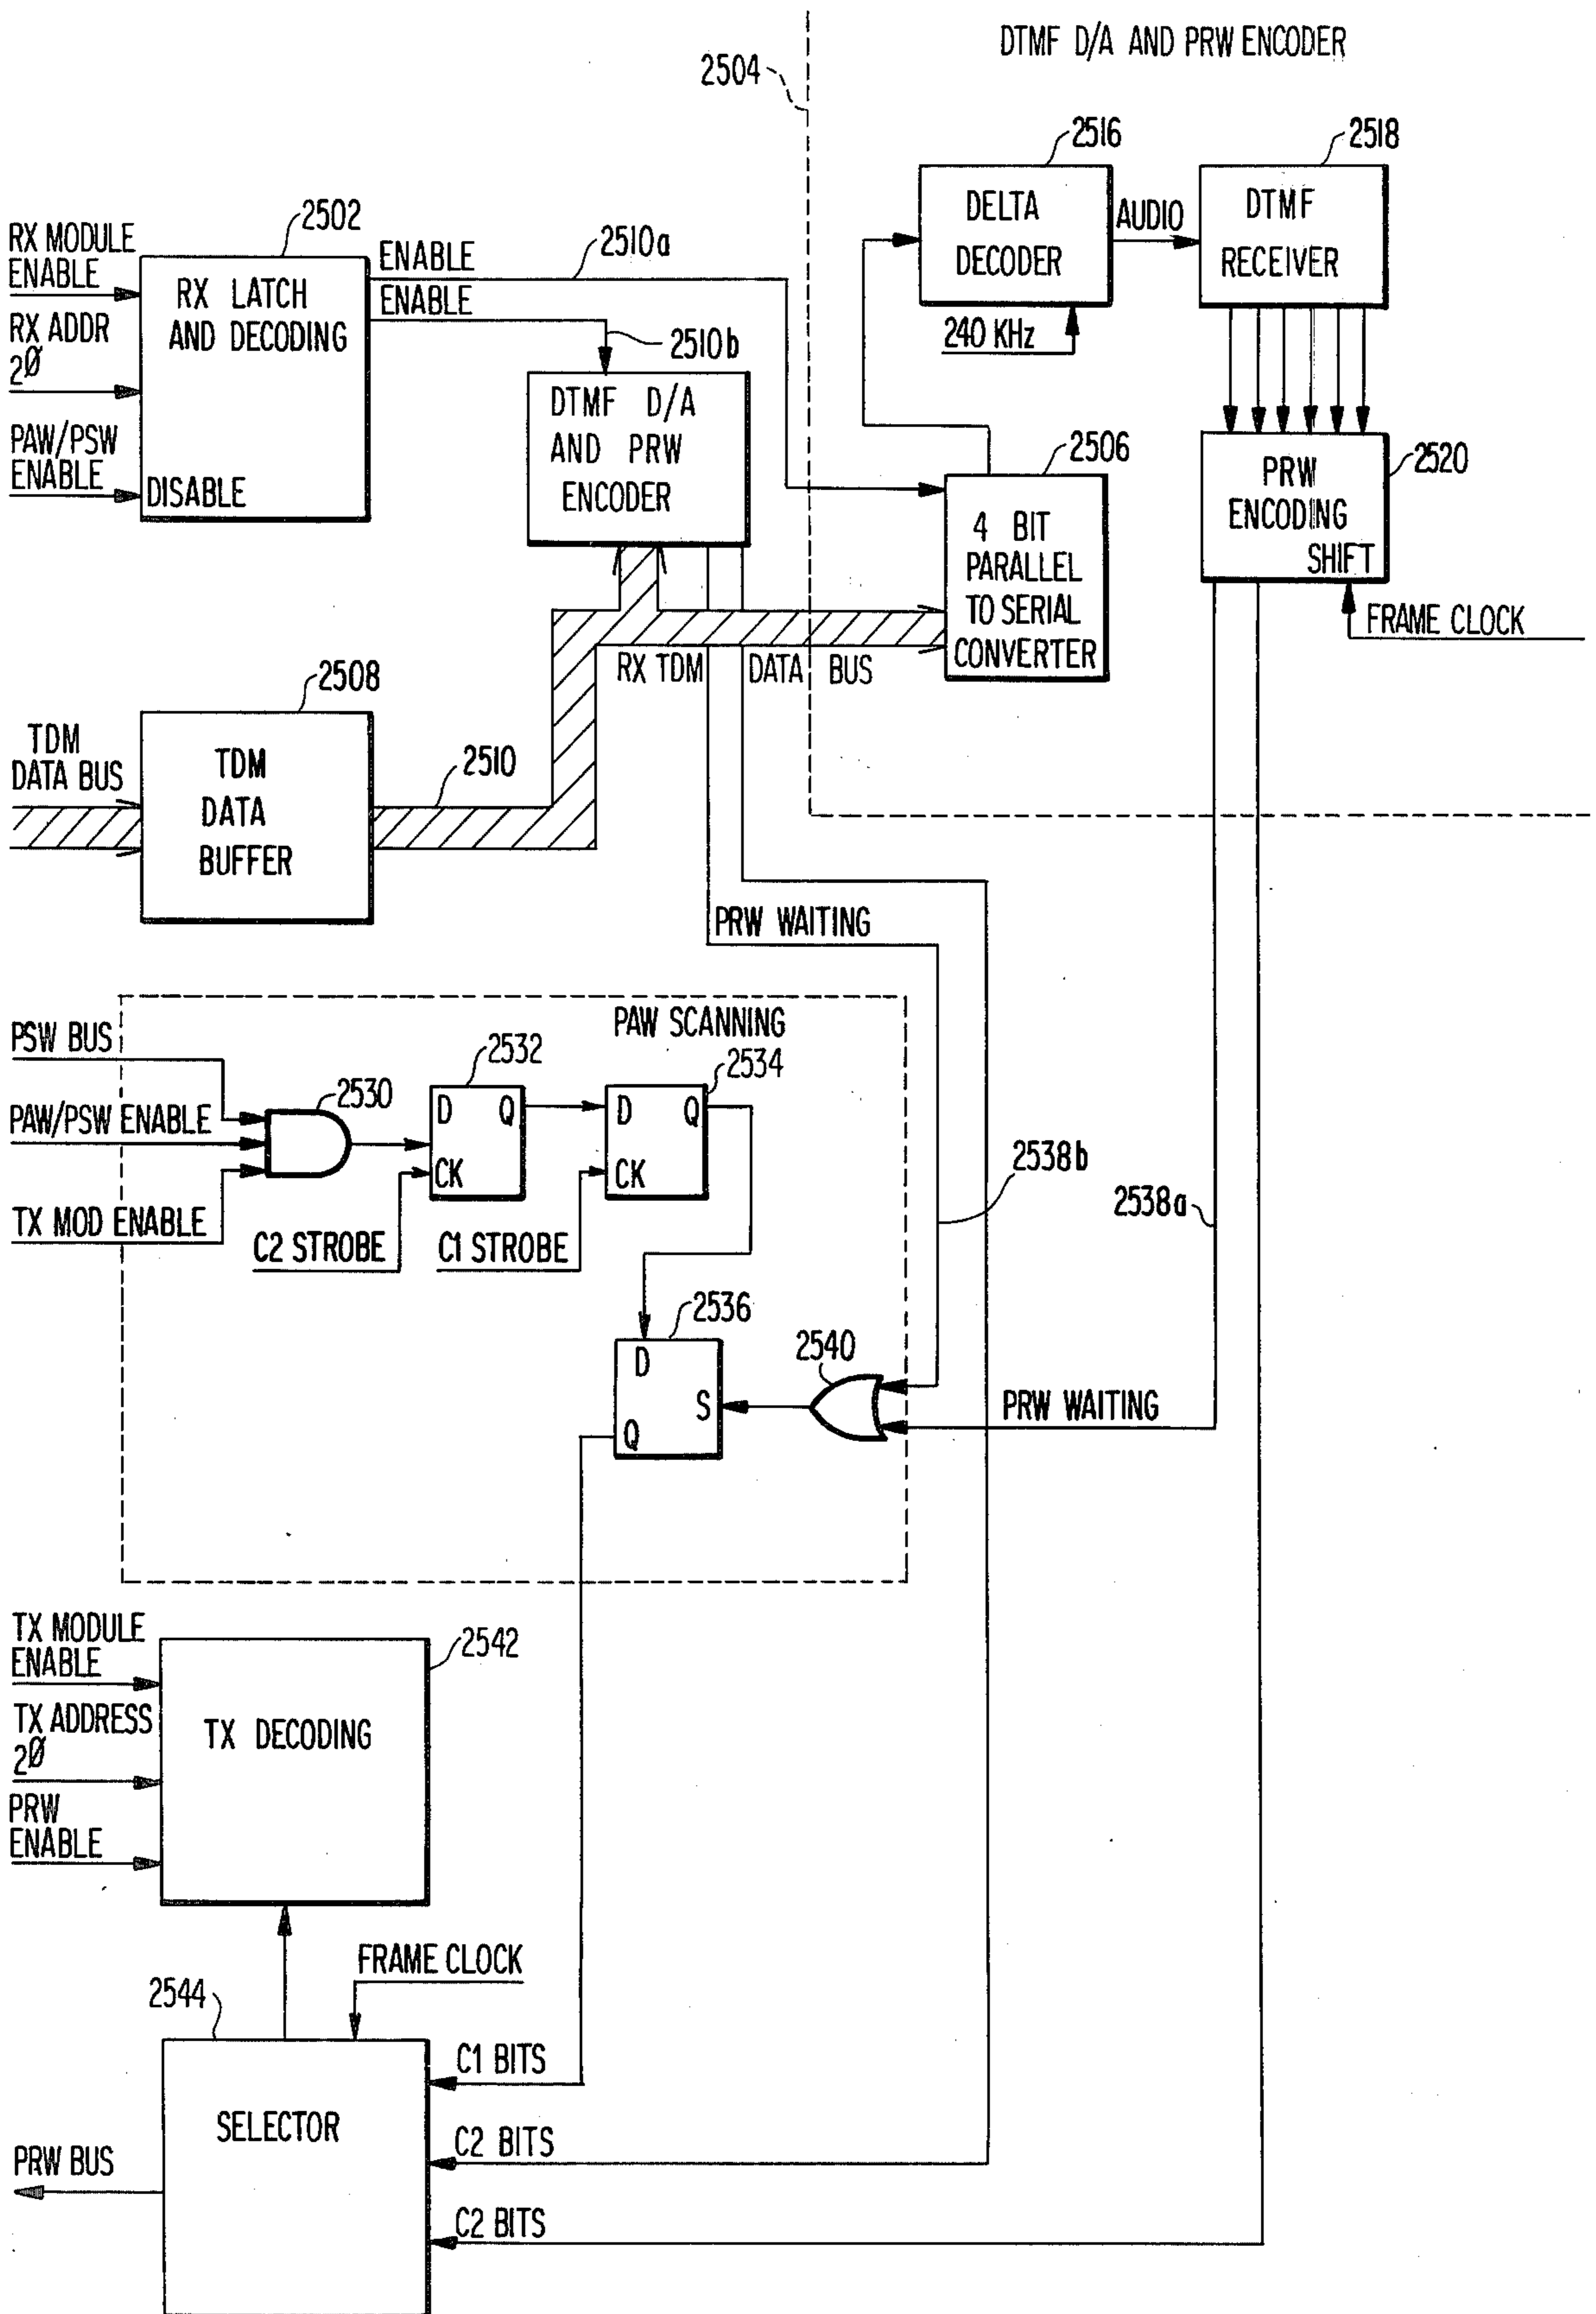 DTMF D/A AND PRW ENCODER
2504
2516
2518
DELTA
DECODER
AUDIO
DTMF
RECEIVER
240 KHz
2502
RX MODULE
ENABLE
RX ADDR
2Ø
PAW/PSW
ENABLE
RX LATCH
AND DECODING
DISABLE
ENABLE
2510a
ENABLE
2510b
DTMF D/A
AND PRW
ENCODER
2506
4 BIT
PARALLEL
TO SERIAL
CONVERTER
2520
PRW
ENCODING
SHIFT
FRAME CLOCK
RX TDM DATA BUS
2508
TDM
DATA BUS
TDM
DATA
BUFFER
2510
PRW WAITING
PAW SCANNING
PSW BUS
PAW/PSW ENABLE
TX MOD ENABLE
2530
2532
D Q
CK
2534
D Q
CK
C2 STROBE
C1 STROBE
2538b
2538a
2536
D
S
Q
2540
PRW WAITING
TX MODULE
ENABLE
TX ADDRESS
2Ø
PRW
ENABLE
2542
TX DECODING
FRAME CLOCK
2544
SELECTOR
C1 BITS
C2 BITS
C2 BITS
PRW BUS